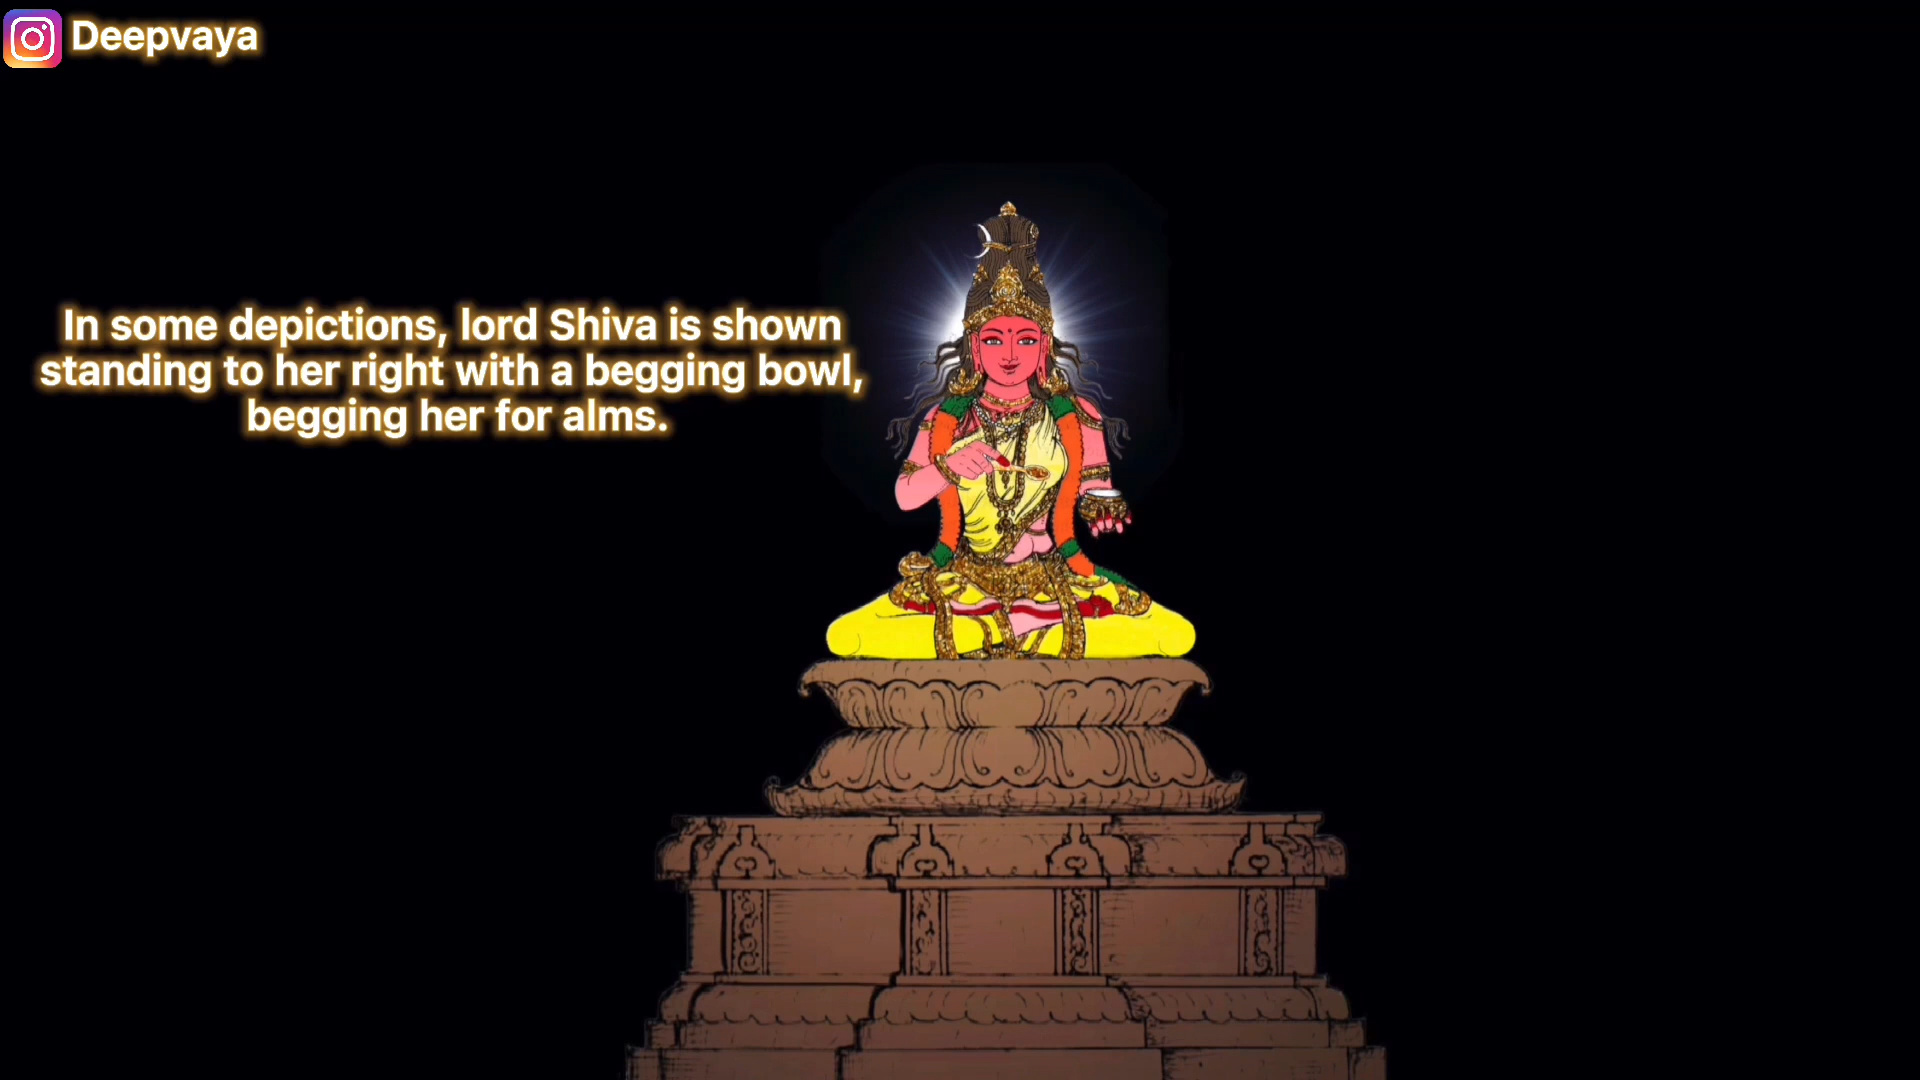 Deepvaya
In some depictions, lord Shiva is shown
standing to her right with a begging bowl,
begging her for alms.